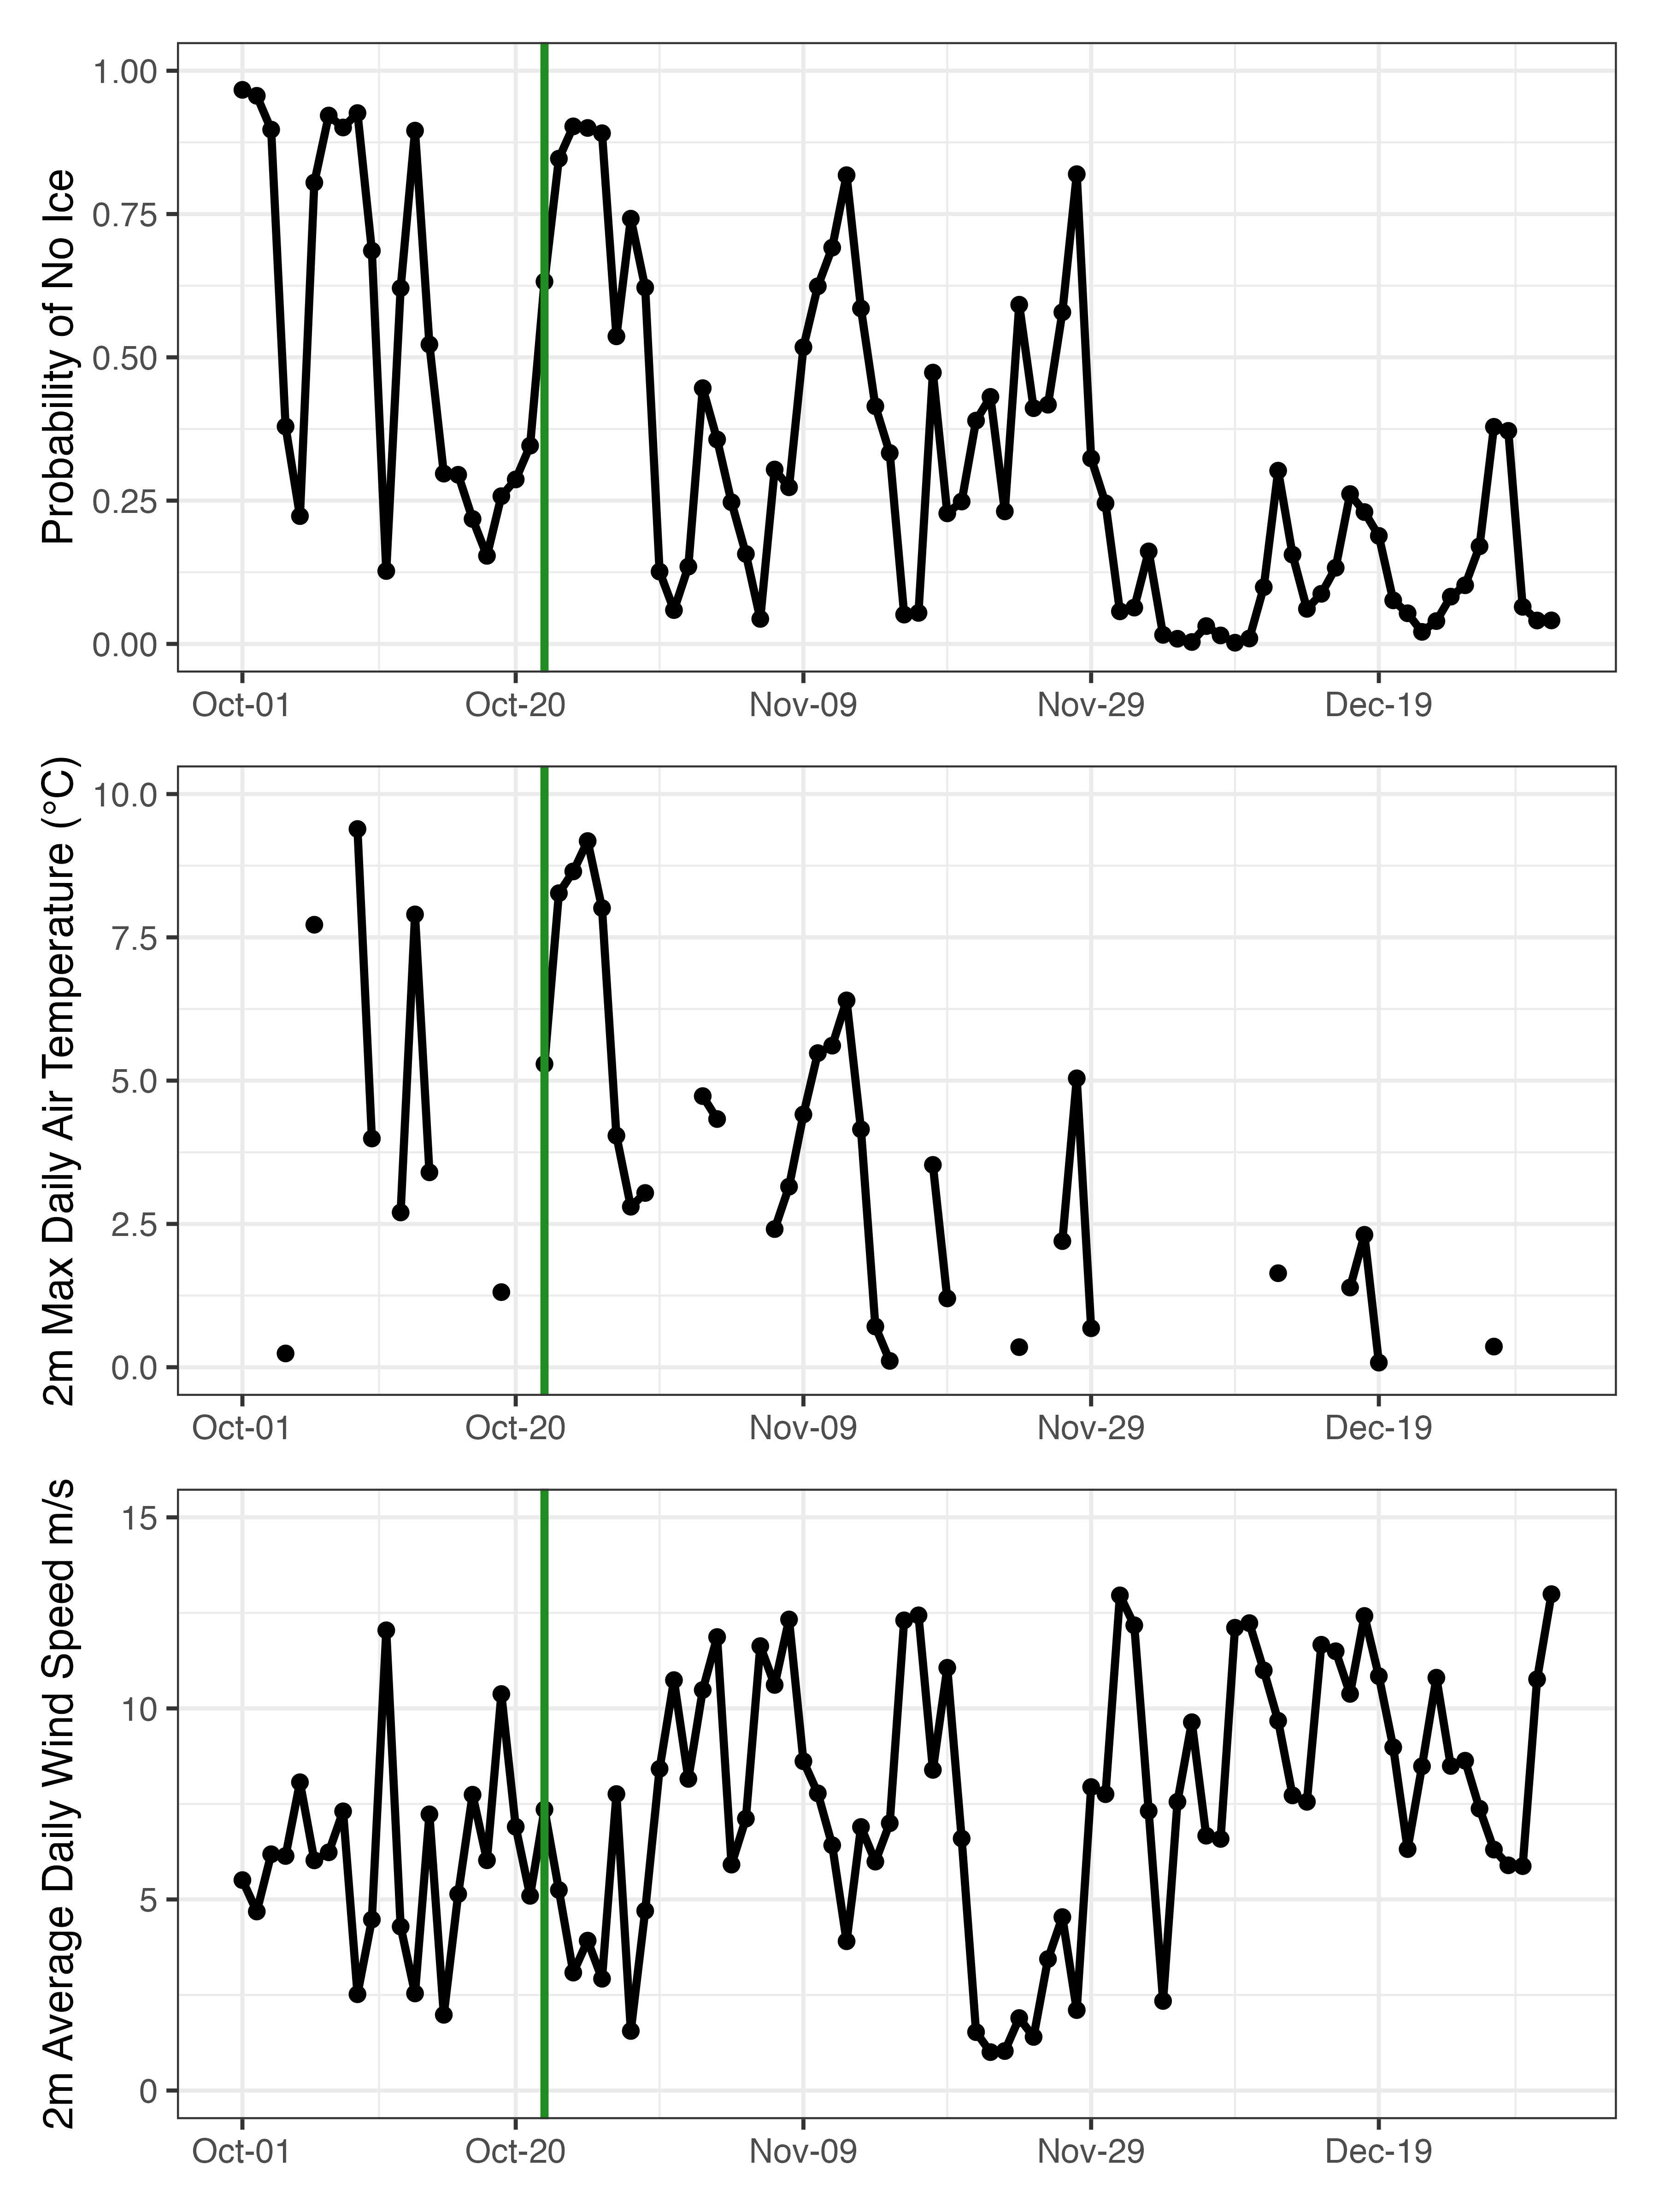 Probability of No Ice
1.00
0.75
0.50
0.25
0.00
Oct-01 Oct-20 Nov-09 Nov-29 Dec-19
2m Max Daily Air Temperature (°C)
10.0
7.5
5.0
2.5
0.0
Oct-01 Oct-20 Nov-09 Nov-29 Dec-19
2m Average Daily Wind Speed m/s
15
10
5
0
Oct-01 Oct-20 Nov-09 Nov-29 Dec-19